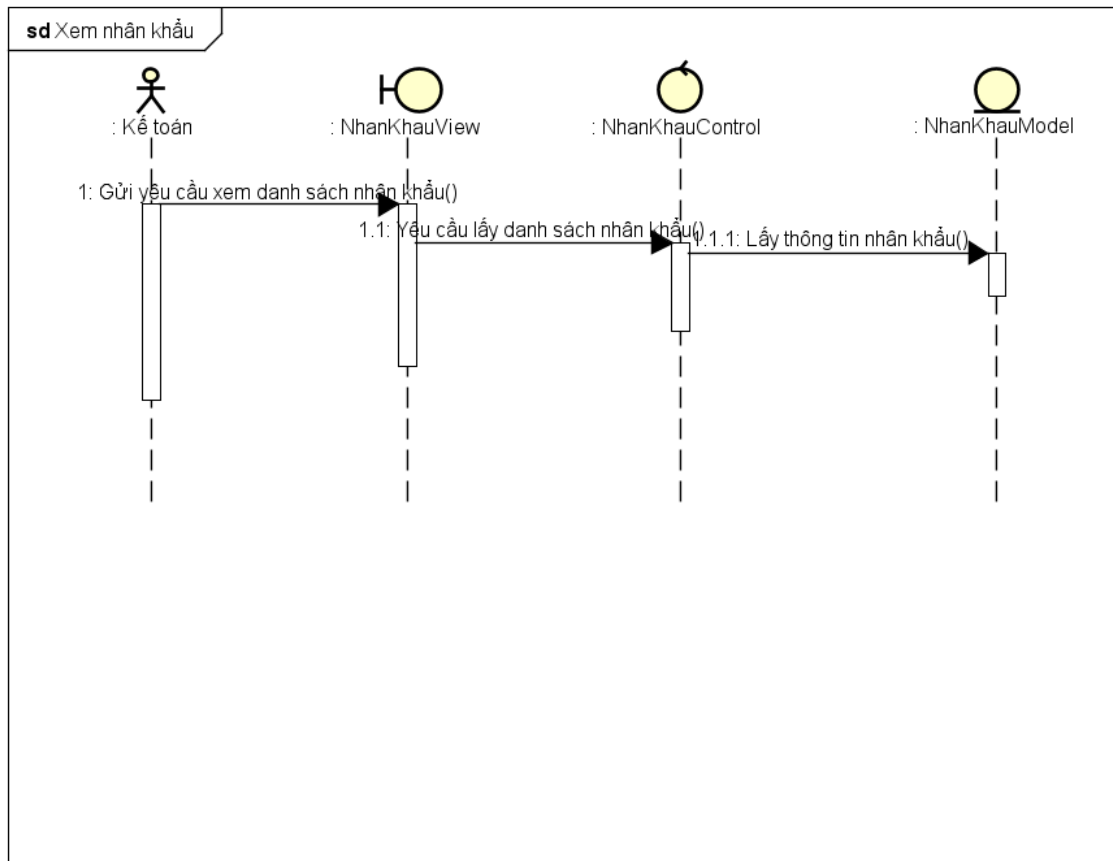 sd Xem nhân khẩu
: Kế toán
: NhanKhauView
: NhanKhauControl
: NhanKhauModel
1: Gửi yêu cầu xem danh sách nhân khẩu()
1.1: Yêu cầu lấy danh sách nhân khẩu()
1.1.1: Lấy thông tin nhân khẩu()